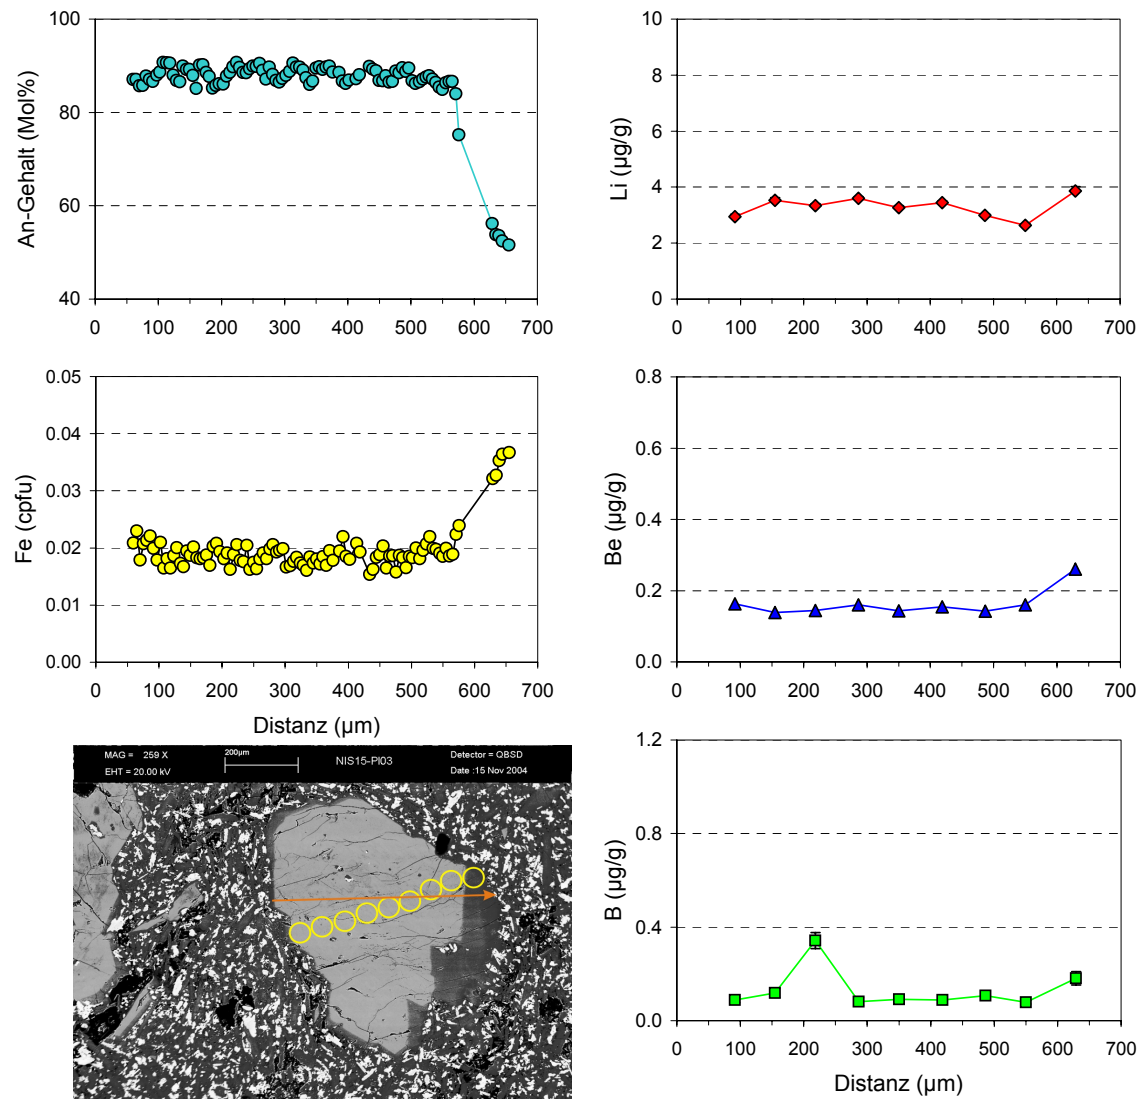 100
80
60
40
An-Gehalt (Mol%)
0 100 200 300 400 500 600 700
10
8
6
4
2
0
Li (µg/g)
0 100 200 300 400 500 600 700
0.05
0.04
0.03
0.02
0.01
0.00
Fe (cpfu)
0 100 200 300 400 500 600 700
Distanz (µm)
0.8
0.6
0.4
0.2
0.0
Be (µg/g)
0 100 200 300 400 500 600 700
MAG = 259 X
200µm
Detector = QBSD
EHT = 20.00 kV
NIS15-Pl03
Date :15 Nov 2004
1.2
0.8
0.4
0.0
B (µg/g)
0 100 200 300 400 500 600 700
Distanz (µm)